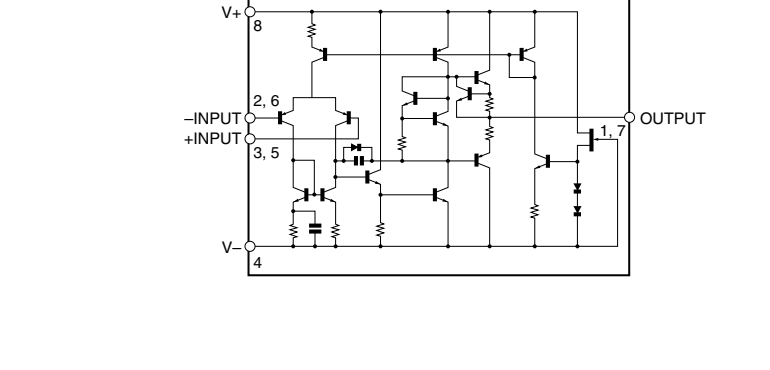 V+
8
2, 6
–INPUT
+INPUT
3, 5
OUTPUT
1, 7
V–
4